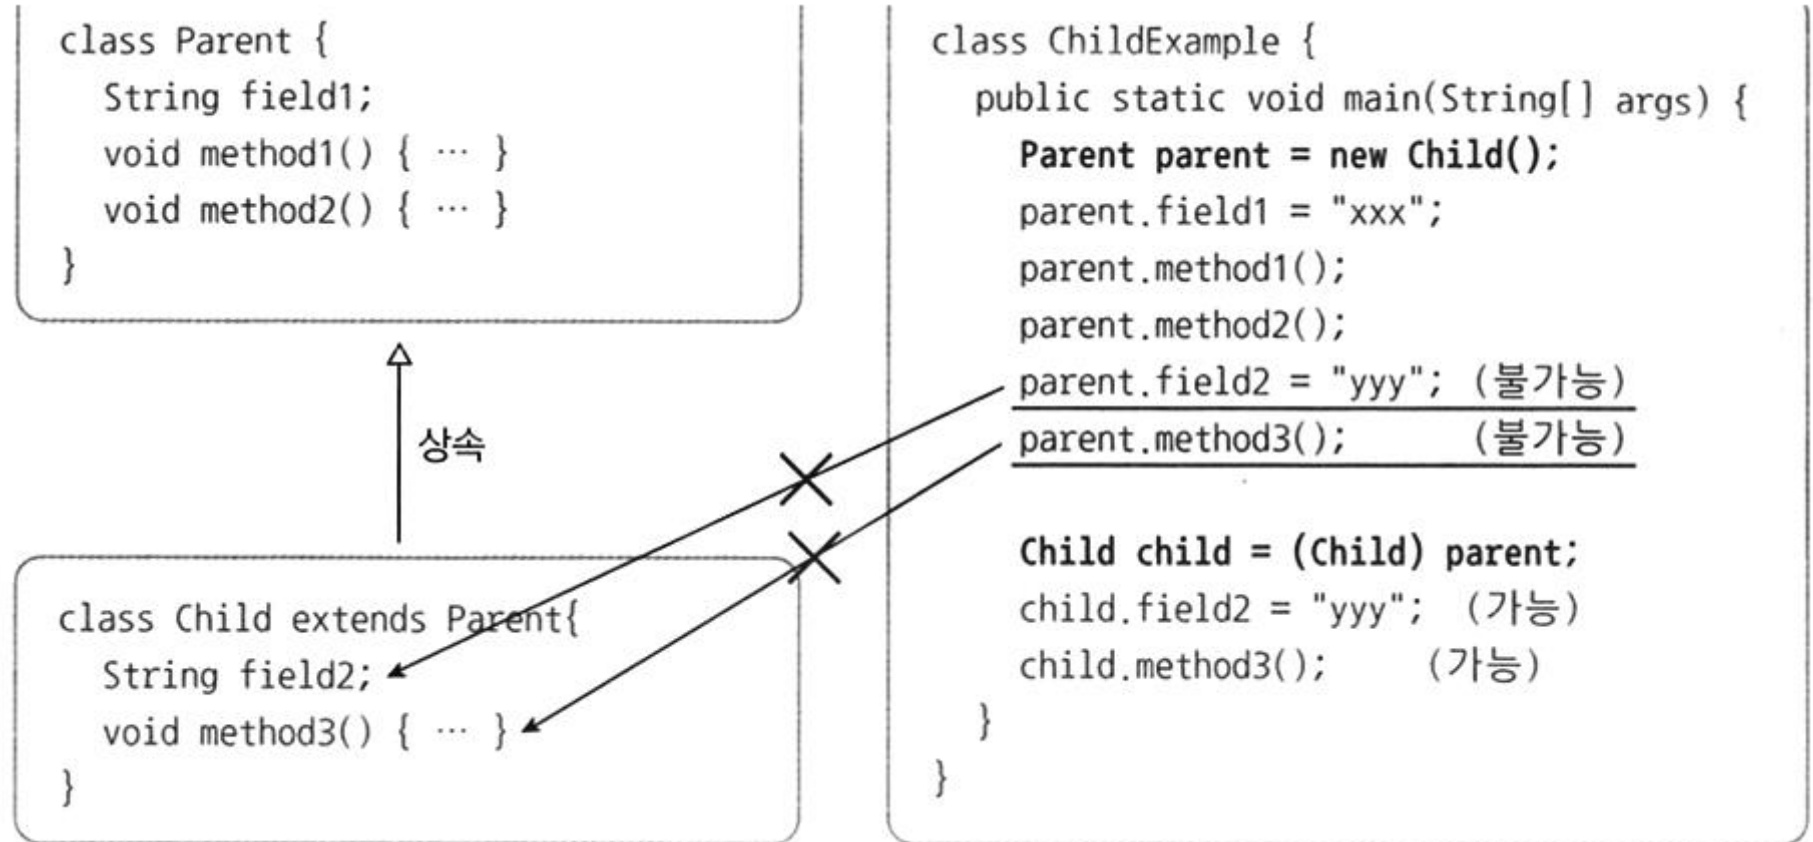 class Parent {
String field1;
void method1() { … }
void method2() { … }
}
상속
class Child extends Parent{
String field2;
void method3() { … }
}
class ChildExample {
public static void main(String[] args) {
Parent parent = new Child();
parent.field1 = "xxx";
parent.method1();
parent.method2();
parent.field2 = "yyy"; (불가능)
parent.method3(); (불가능)
Child child = (Child) parent;
child.field2 = "yyy"; (가능)
child.method3(); (가능)
}
}